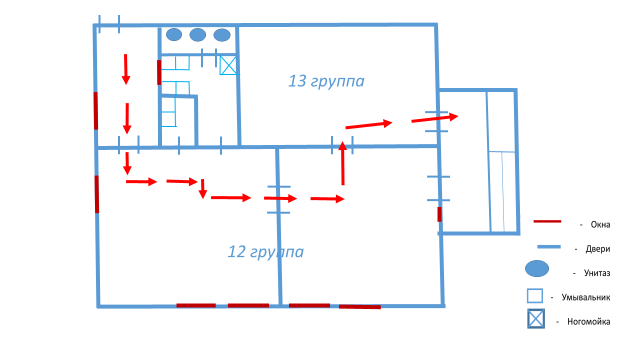 13 группа
12 группа
- Окна
- Двери
- Унитаз
- Умывальник
- Ногомойка